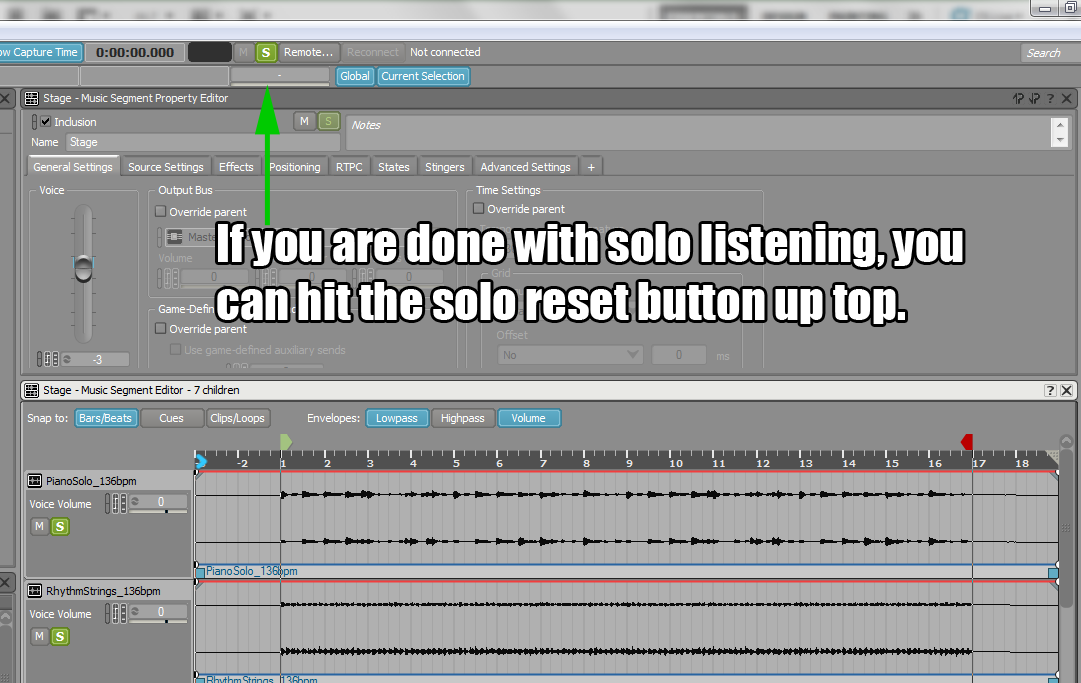 ow Capture Time 0:00:00.000 M S Remote... Reconnect Not connected Search
- Global Current Selection
Stage - Music Segment Property Editor ?
Inclusion M S Notes
Name Stage
General Settings Source Settings Effects Positioning RTPC States Stingers Advanced Settings +
Voice Output Bus Time Settings
Override parent Override parent
If you are done with solo listening, you
can hit the solo reset button up top.
Volume
0 0 0
Grid
Game-Defin
Override parent
Offset
Use game-defined auxiliary sends
No 0 ms
-3
Stage - Music Segment Editor - 7 children ?
Snap to: Bars/Beats Cues Clips/Loops Envelopes: Lowpass Highpass Volume
-2 1 2 3 4 5 6 7 8 9 10 11 12 13 14 15 16 17 18
PianoSolo_136bpm
Voice Volume 0
M S
PianoSolo_136bpm
RhythmStrings_136bpm
Voice Volume 0
M S
RhythmStrings_136bpm